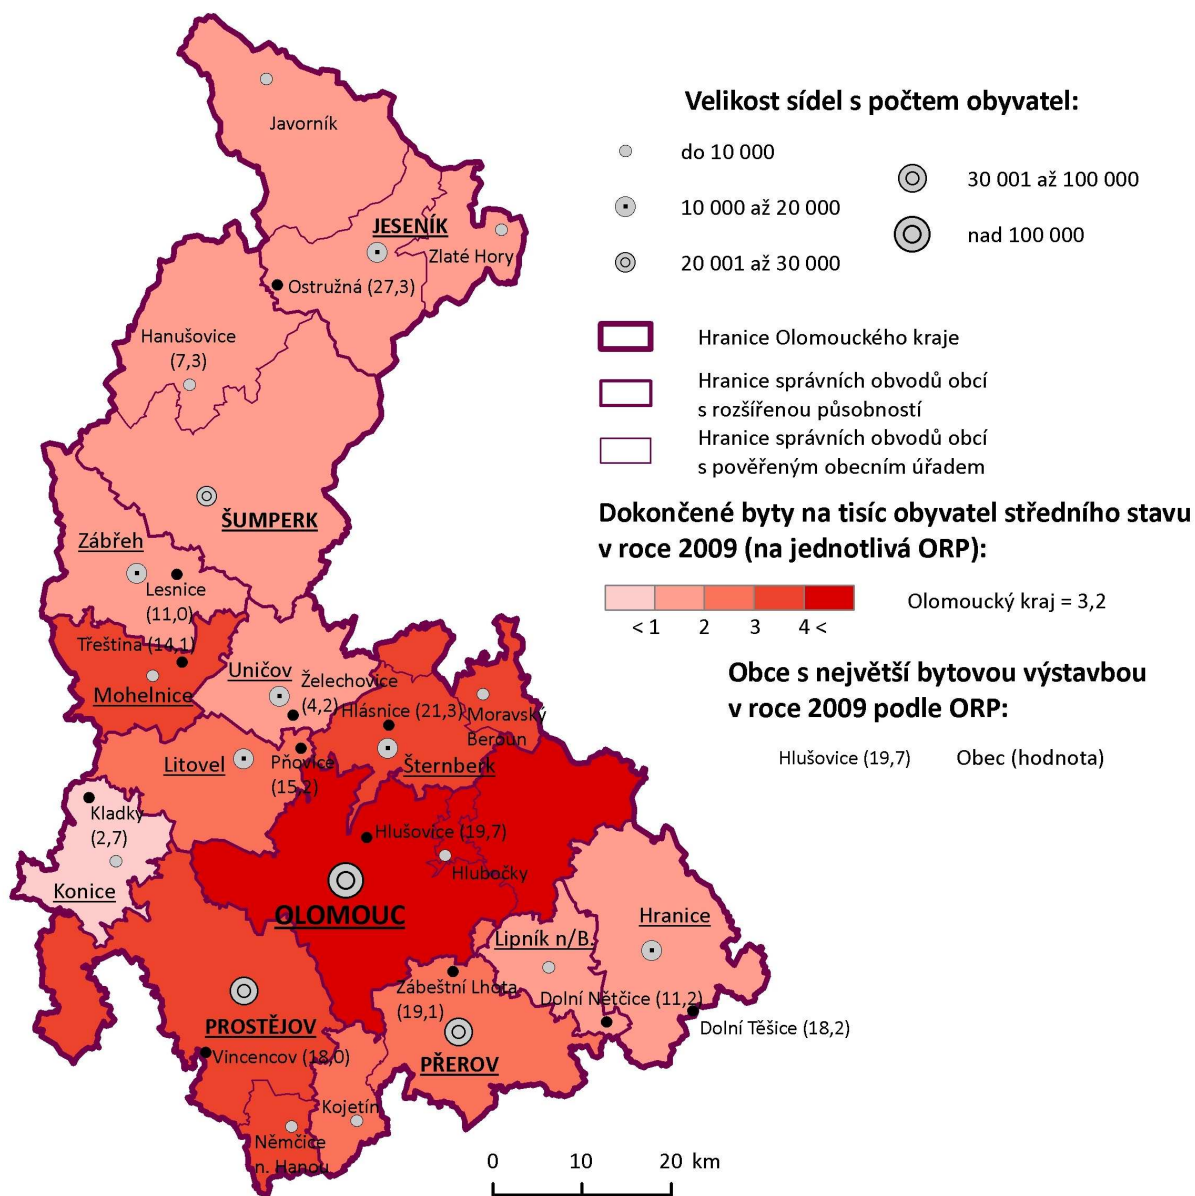 Velikost sídel s počtem obyvatel:
do 10 000
10 000 až 20 000
20 001 až 30 000
30 001 až 100 000
nad 100 000
Hranice Olomouckého kraje
Hranice správních obvodů obcí
s rozšířenou působností
Hranice správních obvodů obcí
s pověřeným obecním úřadem
Dokončené byty na tisíc obyvatel středního stavu
v roce 2009 (na jednotlivá ORP):
< 1 2 3 4 <
Olomoucký kraj = 3,2
Obce s největší bytovou výstavbou
v roce 2009 podle ORP:
Hlušovice (19,7) Obec (hodnota)
Javorník
JESENÍK
Zlaté Hory
Ostružná (27,3)
Hanušovice
(7,3)
ŠUMPERK
Zábřeh
Lesnice
(11,0)
Třeština (14,1)
Mohelnice
Uničov
Želechovice
(4,2)
Hlásnice (21,3)
Moravský
Beroun
Litovel
Pňovice
(15,2)
Šternberk
Kladky
(2,7)
Konice
Hlušovice (19,7)
Hlubočky
OLOMOUC
Hranice
Lipník n/B.
Zábeštní Lhota
(19,1)
Dolní Nětčice (11,2)
Dolní Těšice (18,2)
PROSTĚJOV
Vincencov (18,0)
PŘEROV
Kojetín
Němčice
n. Hanou
0 10 20 km